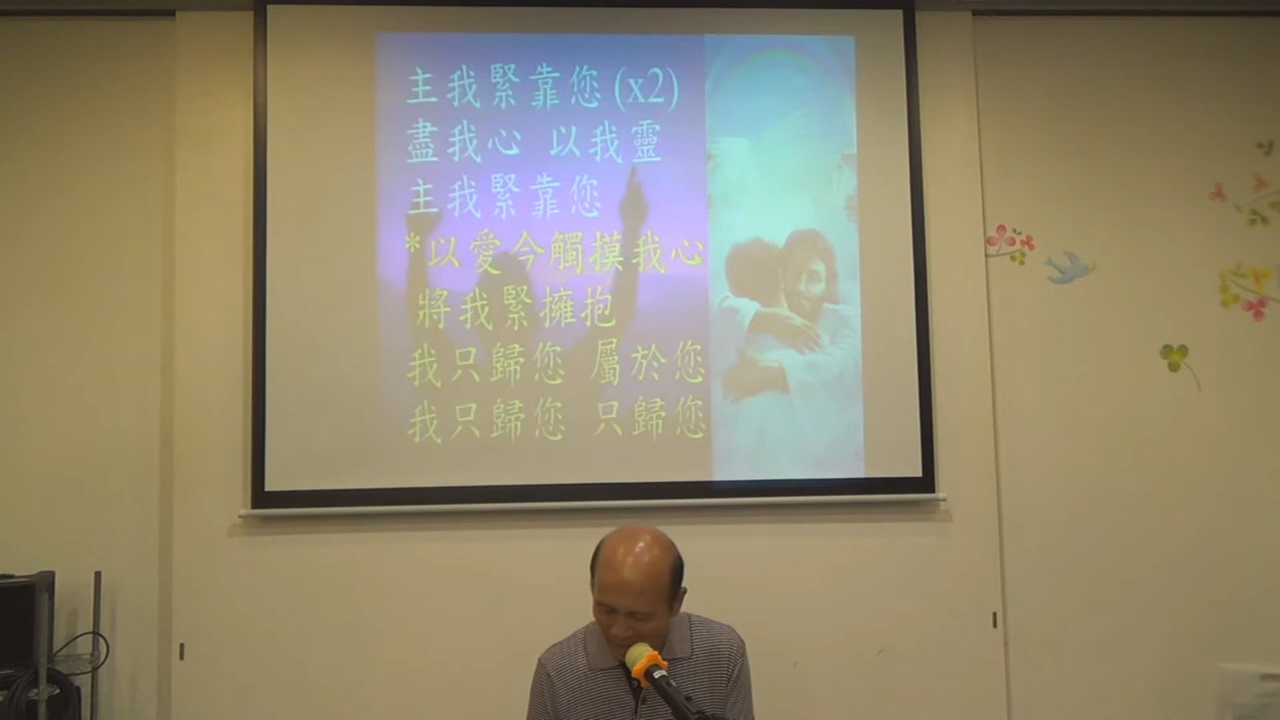 主我緊靠您(x2)
盡我心 以我靈
主我緊靠您
*以愛今觸摸我心
將我緊擁抱
我只歸您 屬於您
我只歸您 只歸您